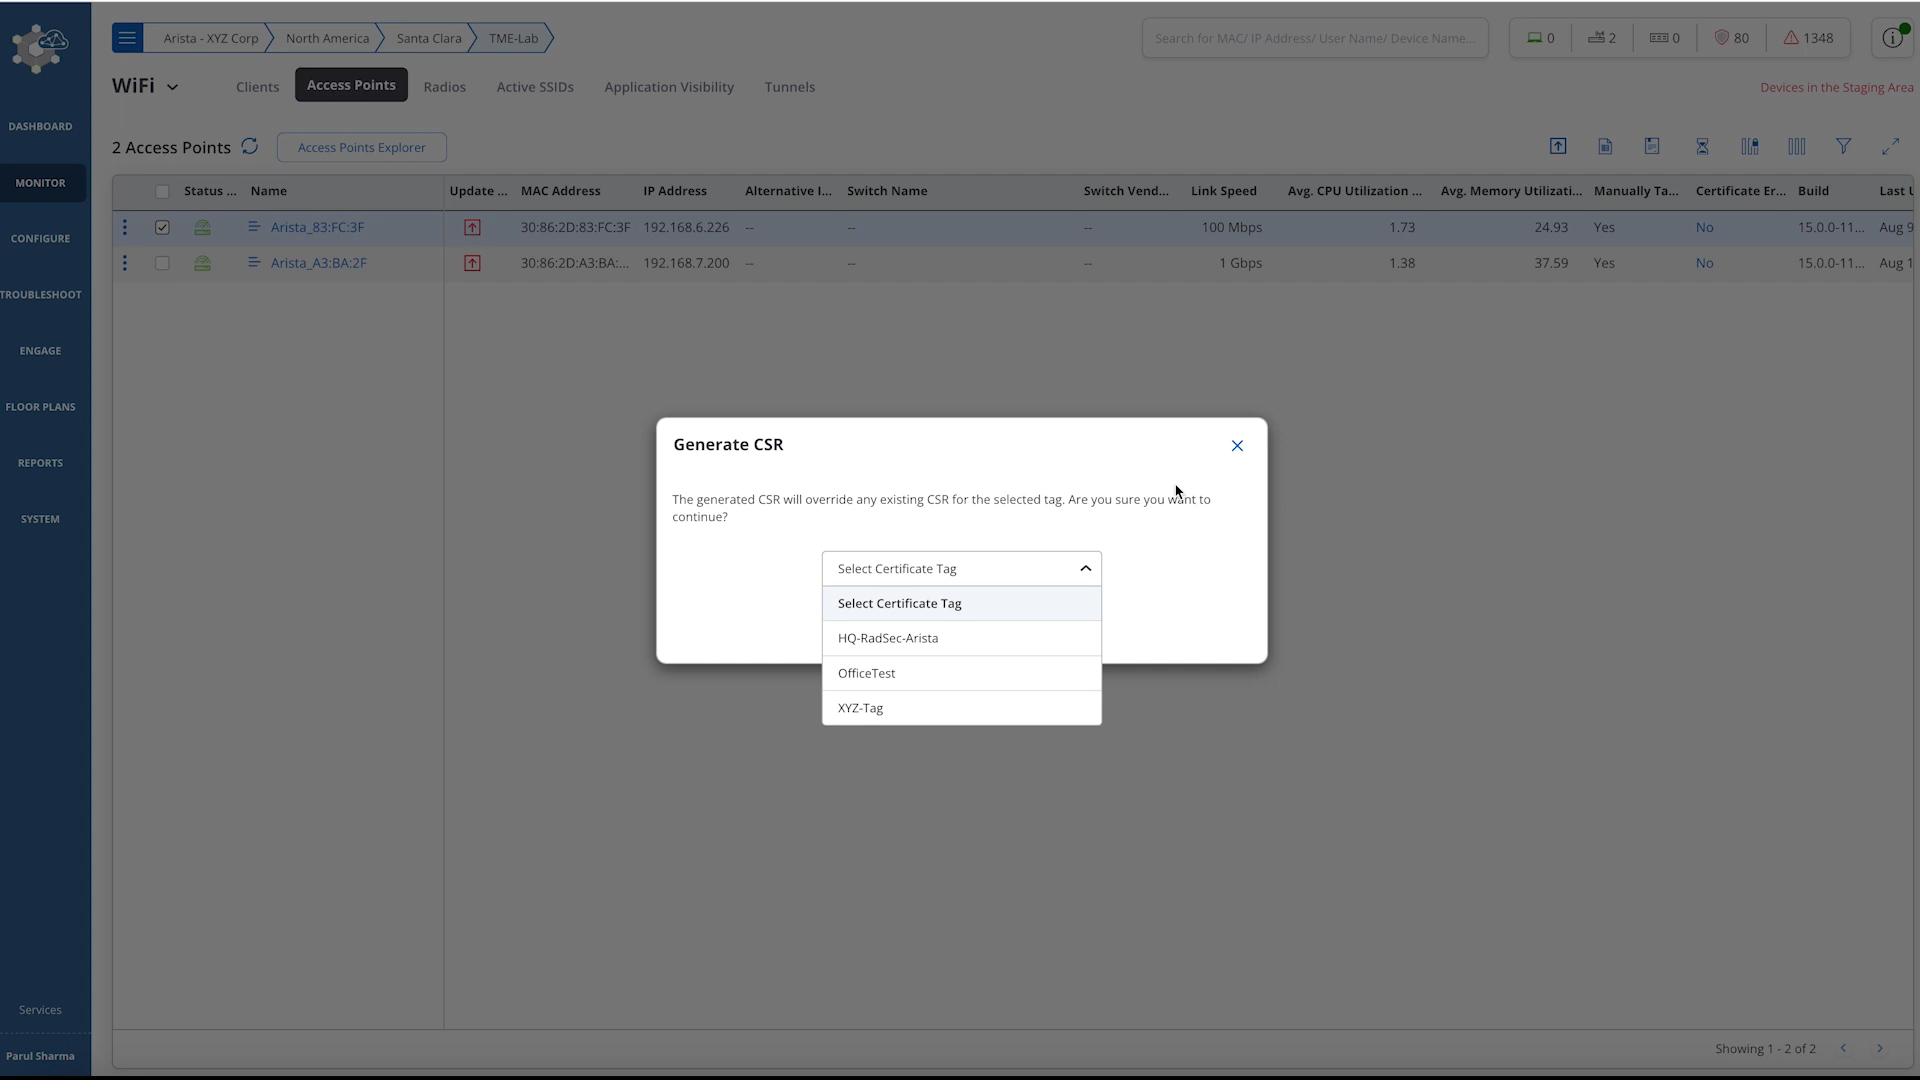 Arista - XYZ Corp
North America
Santa Clara
TME-Lab
Search for MAC/ IP Address/ User Name/ Device Name...
0
2
0
80
1348
WiFi
Clients
Access Points
Radios
Active SSIDs
Application Visibility
Tunnels
Devices in the Staging Area
DASHBOARD
MONITOR
CONFIGURE
TROUBLESHOOT
ENGAGE
FLOOR PLANS
REPORTS
SYSTEM
Services
Parul Sharma
2 Access Points
Access Points Explorer
Status ... Name Update ... MAC Address IP Address Alternative I... Switch Name Switch Vend... Link Speed Avg. CPU Utilization ... Avg. Memory Utilizati... Manually Ta... Certificate Er... Build Last U
Arista_83:FC:3F 30:86:2D:83:FC:3F 192.168.6.226 -- -- -- 100 Mbps 1.73 24.93 Yes No 15.0.0-11... Aug 9
Arista_A3:BA:2F 30:86:2D:A3:BA:... 192.168.7.200 -- -- -- 1 Gbps 1.38 37.59 Yes No 15.0.0-11... Aug 1
Generate CSR
The generated CSR will override any existing CSR for the selected tag. Are you sure you want to
continue?
Select Certificate Tag
Select Certificate Tag
HQ-RadSec-Arista
OfficeTest
XYZ-Tag
Showing 1 - 2 of 2